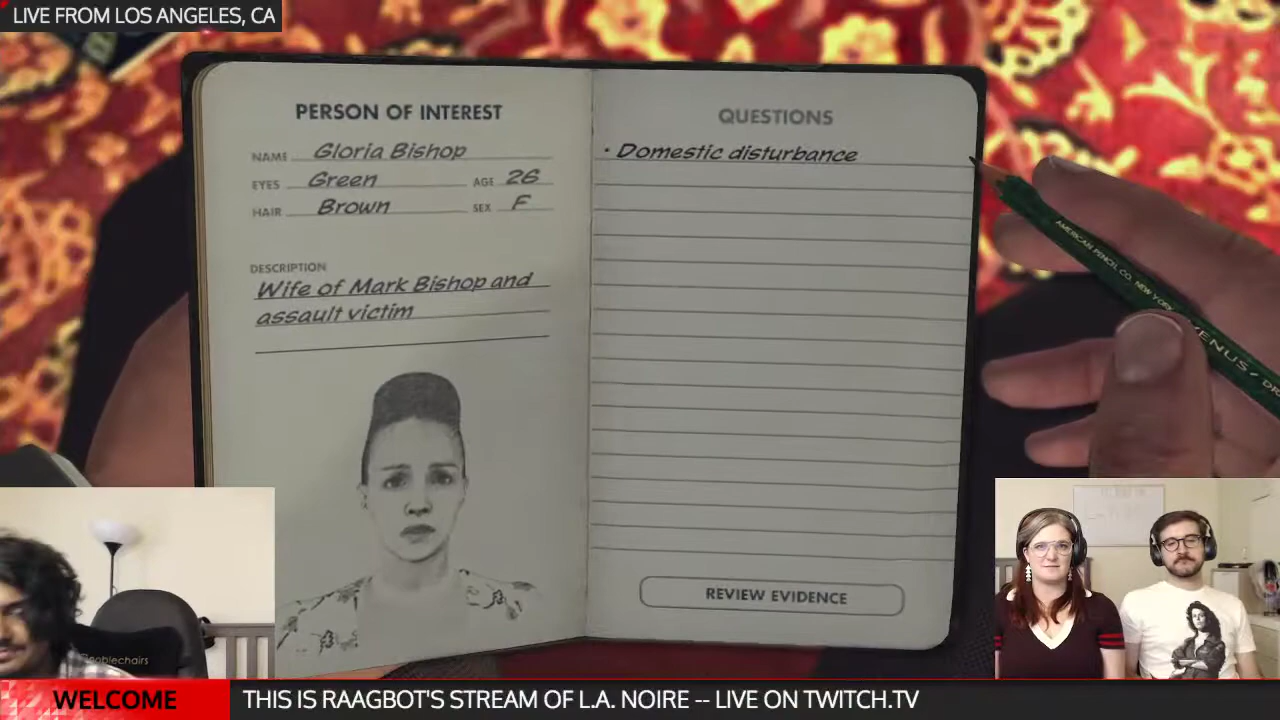 LIVE FROM LOS ANGELES, CA
PERSON OF INTEREST
NAME Gloria Bishop
EYES Green AGE 26
HAIR Brown SEX F
DESCRIPTION
Wife of Mark Bishop and
assault victim
QUESTIONS
· Domestic disturbance
REVIEW EVIDENCE
AMERICAN PENCIL CO. NEW YORK
VENUS
noblechairs
WELCOME
THIS IS RAAGBOT'S STREAM OF L.A. NOIRE -- LIVE ON TWITCH.TV